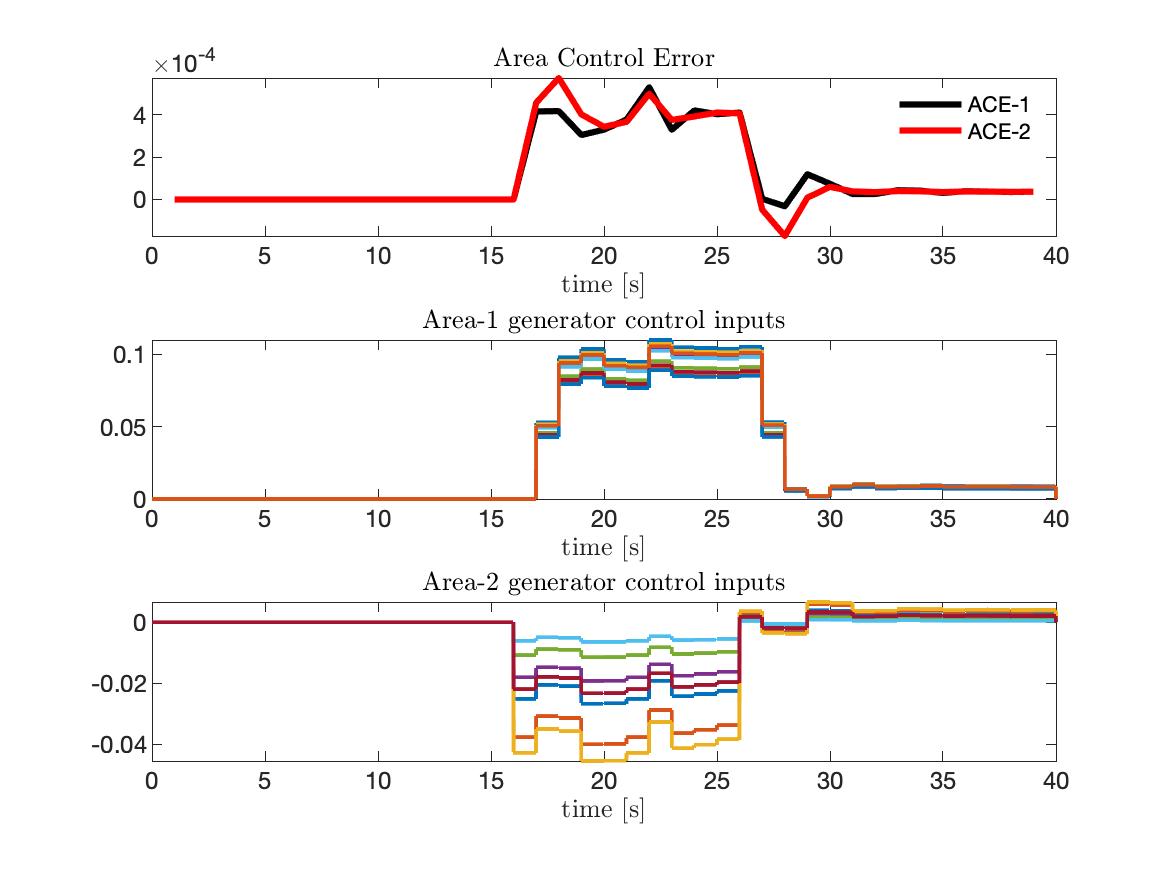 Area Control Error
×10-4
4
2
0
ACE-1
ACE-2
0 5 10 15 20 25 30 35 40
time [s]
Area-1 generator control inputs
0.1
0.05
0
0 5 10 15 20 25 30 35 40
time [s]
Area-2 generator control inputs
0
-0.02
-0.04
0 5 10 15 20 25 30 35 40
time [s]